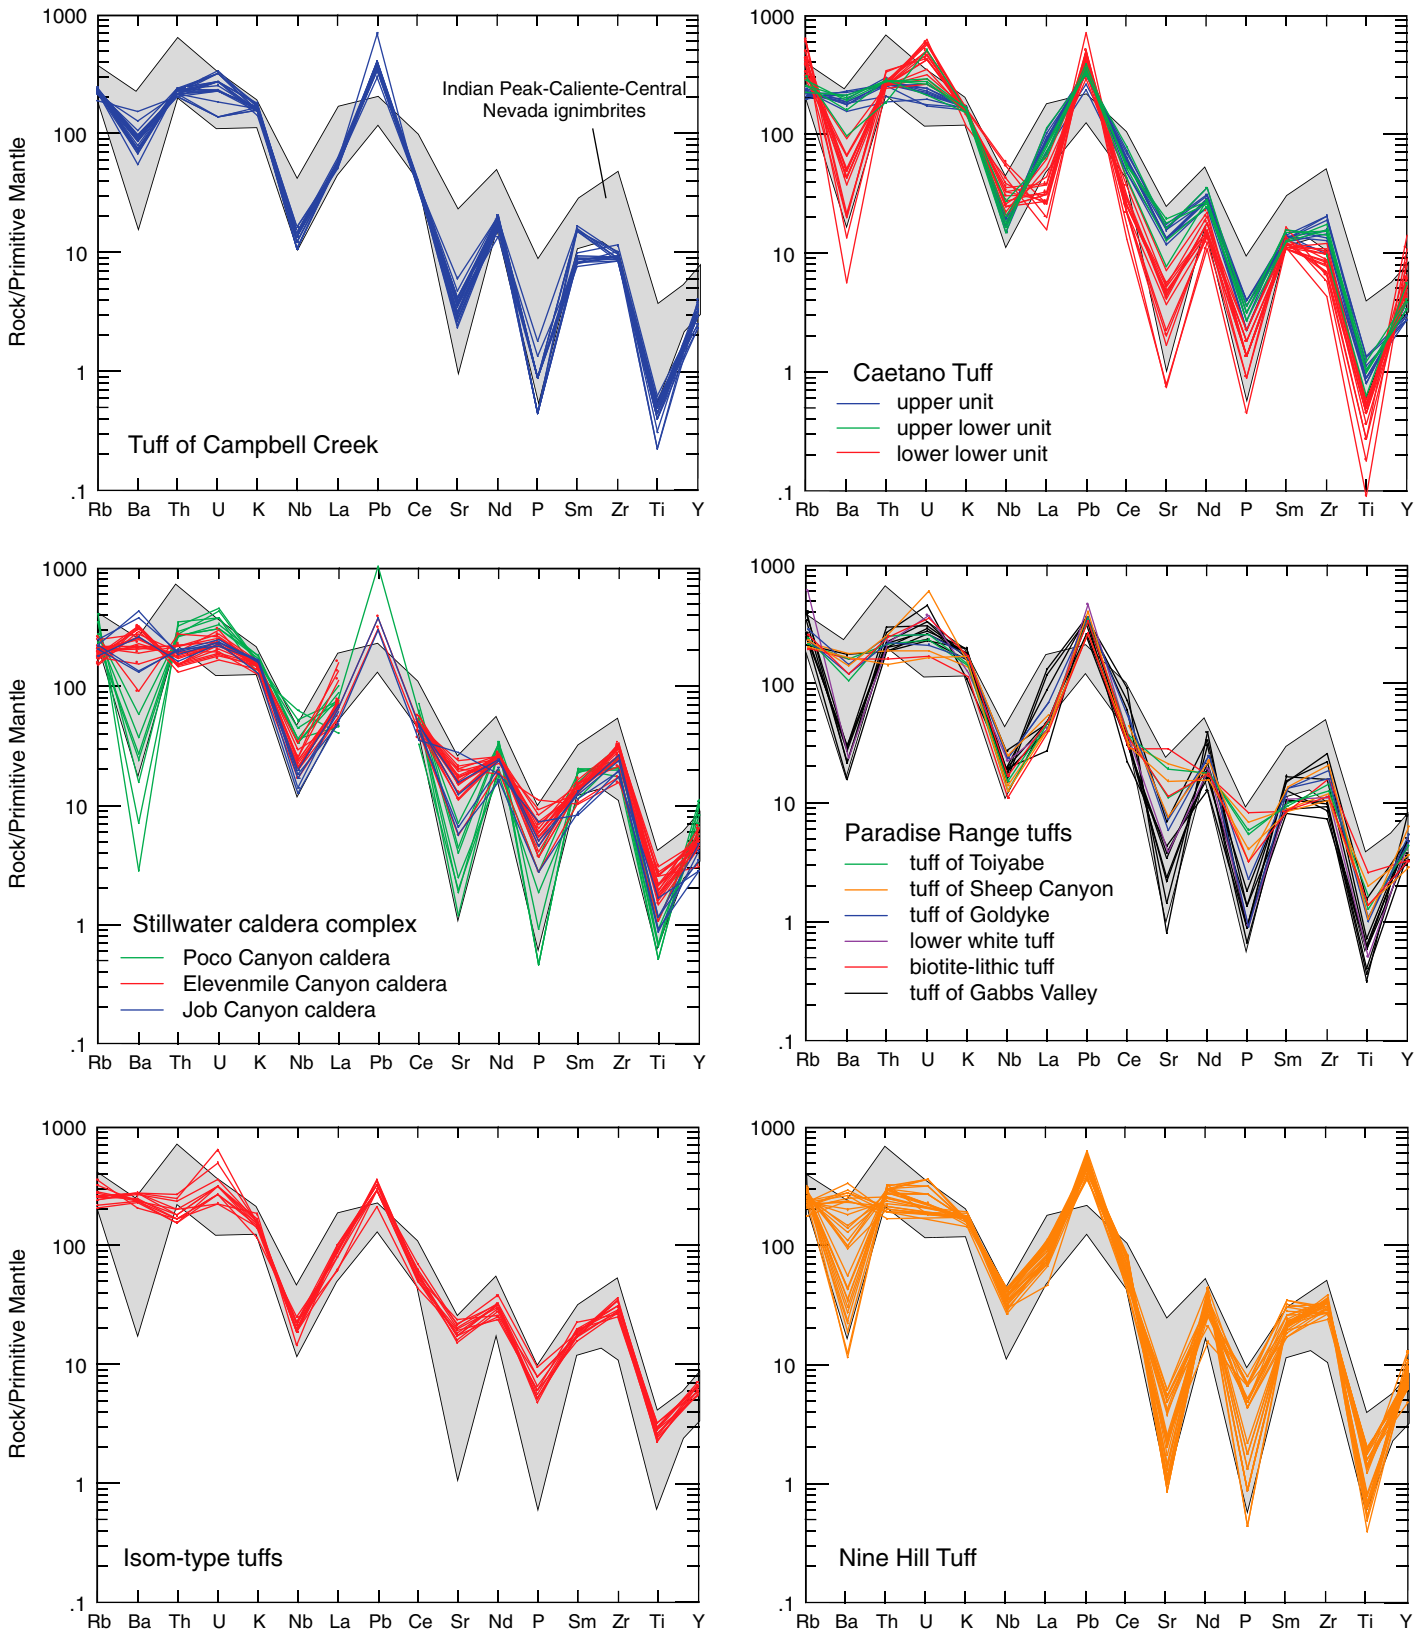 1000
100
10
1
.1
Rock/Primitive Mantle
Indian Peak-Caliente-Central
Nevada ignimbrites
Tuff of Campbell Creek
Rb Ba Th U K Nb La Pb Ce Sr Nd P Sm Zr Ti Y
1000
100
10
1
.1
Caetano Tuff
upper unit
upper lower unit
lower lower unit
Rb Ba Th U K Nb La Pb Ce Sr Nd P Sm Zr Ti Y
1000
100
10
1
.1
Rock/Primitive Mantle
Stillwater caldera complex
Poco Canyon caldera
Elevenmile Canyon caldera
Job Canyon caldera
Rb Ba Th U K Nb La Pb Ce Sr Nd P Sm Zr Ti Y
1000
100
10
1
.1
Paradise Range tuffs
tuff of Toiyabe
tuff of Sheep Canyon
tuff of Goldyke
lower white tuff
biotite-lithic tuff
tuff of Gabbs Valley
Rb Ba Th U K Nb La Pb Ce Sr Nd P Sm Zr Ti Y
1000
100
10
1
.1
Rock/Primitive Mantle
Isom-type tuffs
Rb Ba Th U K Nb La Pb Ce Sr Nd P Sm Zr Ti Y
1000
100
10
1
.1
Nine Hill Tuff
Rb Ba Th U K Nb La Pb Ce Sr Nd P Sm Zr Ti Y